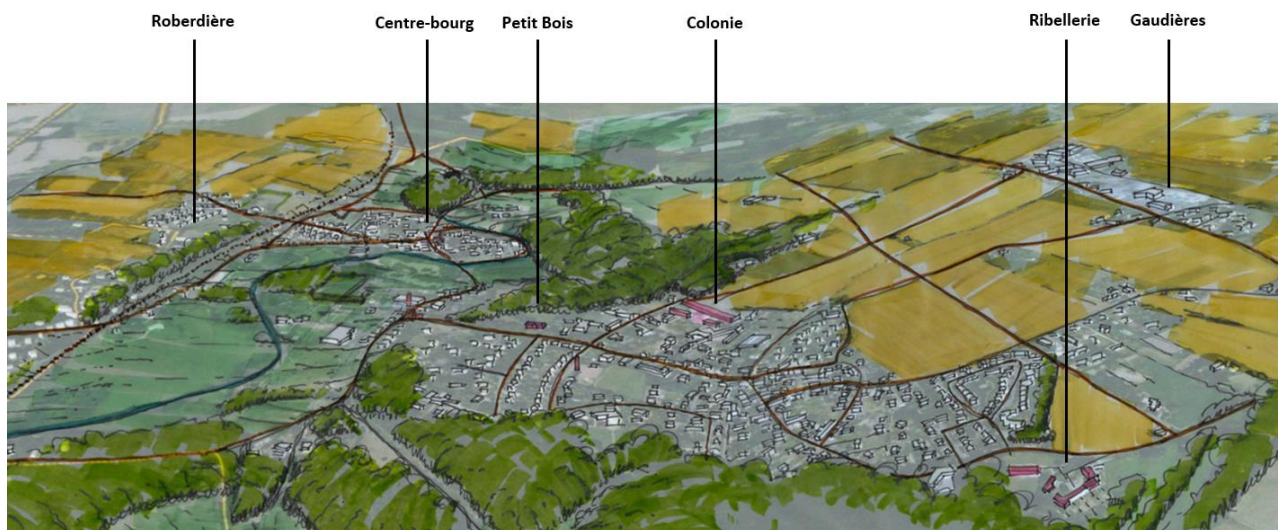 Roberdière
Centre-bourg
Petit Bois
Colonie
Ribellerie
Gaudières